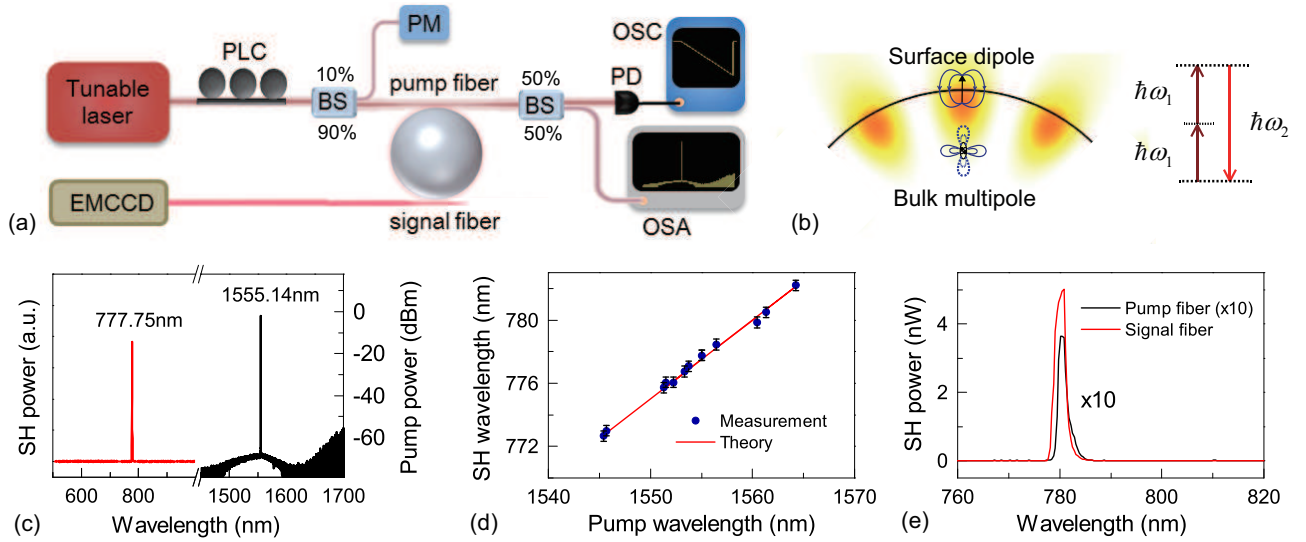 PLC
PM
OSC
Tunable
laser
10%
BS
90%
pump fiber
50%
BS
50%
PD
EMCCD
signal fiber
OSA
(a)
Surface dipole
Bulk multipole
ħω₁
ħω₁
ħω₂
(b)
1555.14nm
777.75nm
SH power (a.u.)
0
-20
-40
-60
Pump power (dBm)
600 800 1500 1600 1700
Wavelength (nm)
(c)
SH wavelength (nm)
780
776
772
Measurement
Theory
1540 1550 1560 1570
Pump wavelength (nm)
(d)
SH power (nW)
4
2
0
Pump fiber (x10)
Signal fiber
x10
760 780 800 820
Wavelength (nm)
(e)